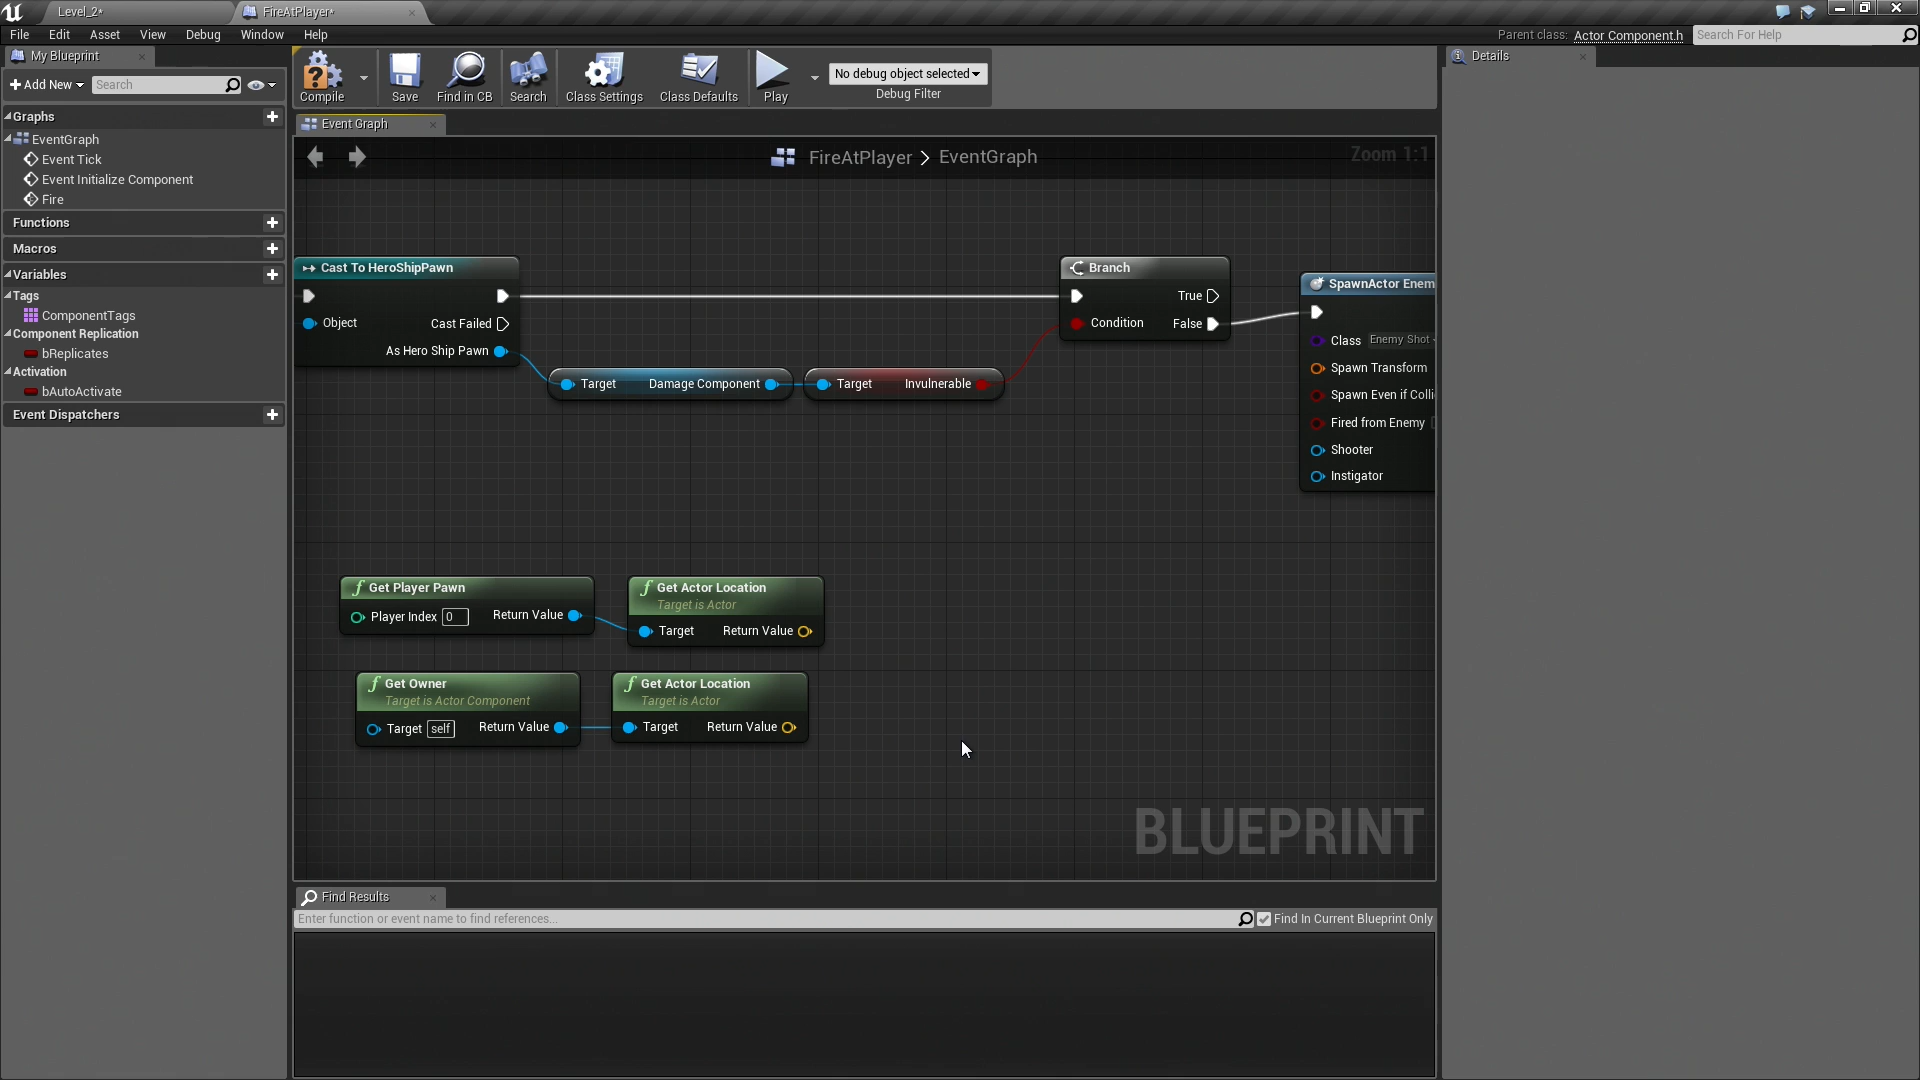 Level_2*
FireAtPlayer*
File Edit Asset View Debug Window Help
Parent class: Actor Component.h Search For Help
My Blueprint
Add New Search
Graphs
EventGraph
Event Tick
Event Initialize Component
Fire
Functions
Macros
Variables
Tags
ComponentTags
Component Replication
bReplicates
Activation
bAutoActivate
Event Dispatchers
Compile Save Find in CB Search Class Settings Class Defaults Play
No debug object selected
Debug Filter
Details
Event Graph
FireAtPlayer > EventGraph
Zoom 1:1
Cast To HeroShipPawn
Object Cast Failed
As Hero Ship Pawn
Target Damage Component
Target Invulnerable
Branch
True
Condition False
SpawnActor Enem
Class Enemy Shot
Spawn Transform
Spawn Even if Colli
Fired from Enemy
Shooter
Instigator
Get Player Pawn
Player Index 0 Return Value
Get Actor Location
Target is Actor
Target Return Value
Get Owner
Target is Actor Component
Target self Return Value
Get Actor Location
Target is Actor
Target Return Value
BLUEPRINT
Find Results
Enter function or event name to find references...
Find In Current Blueprint Only